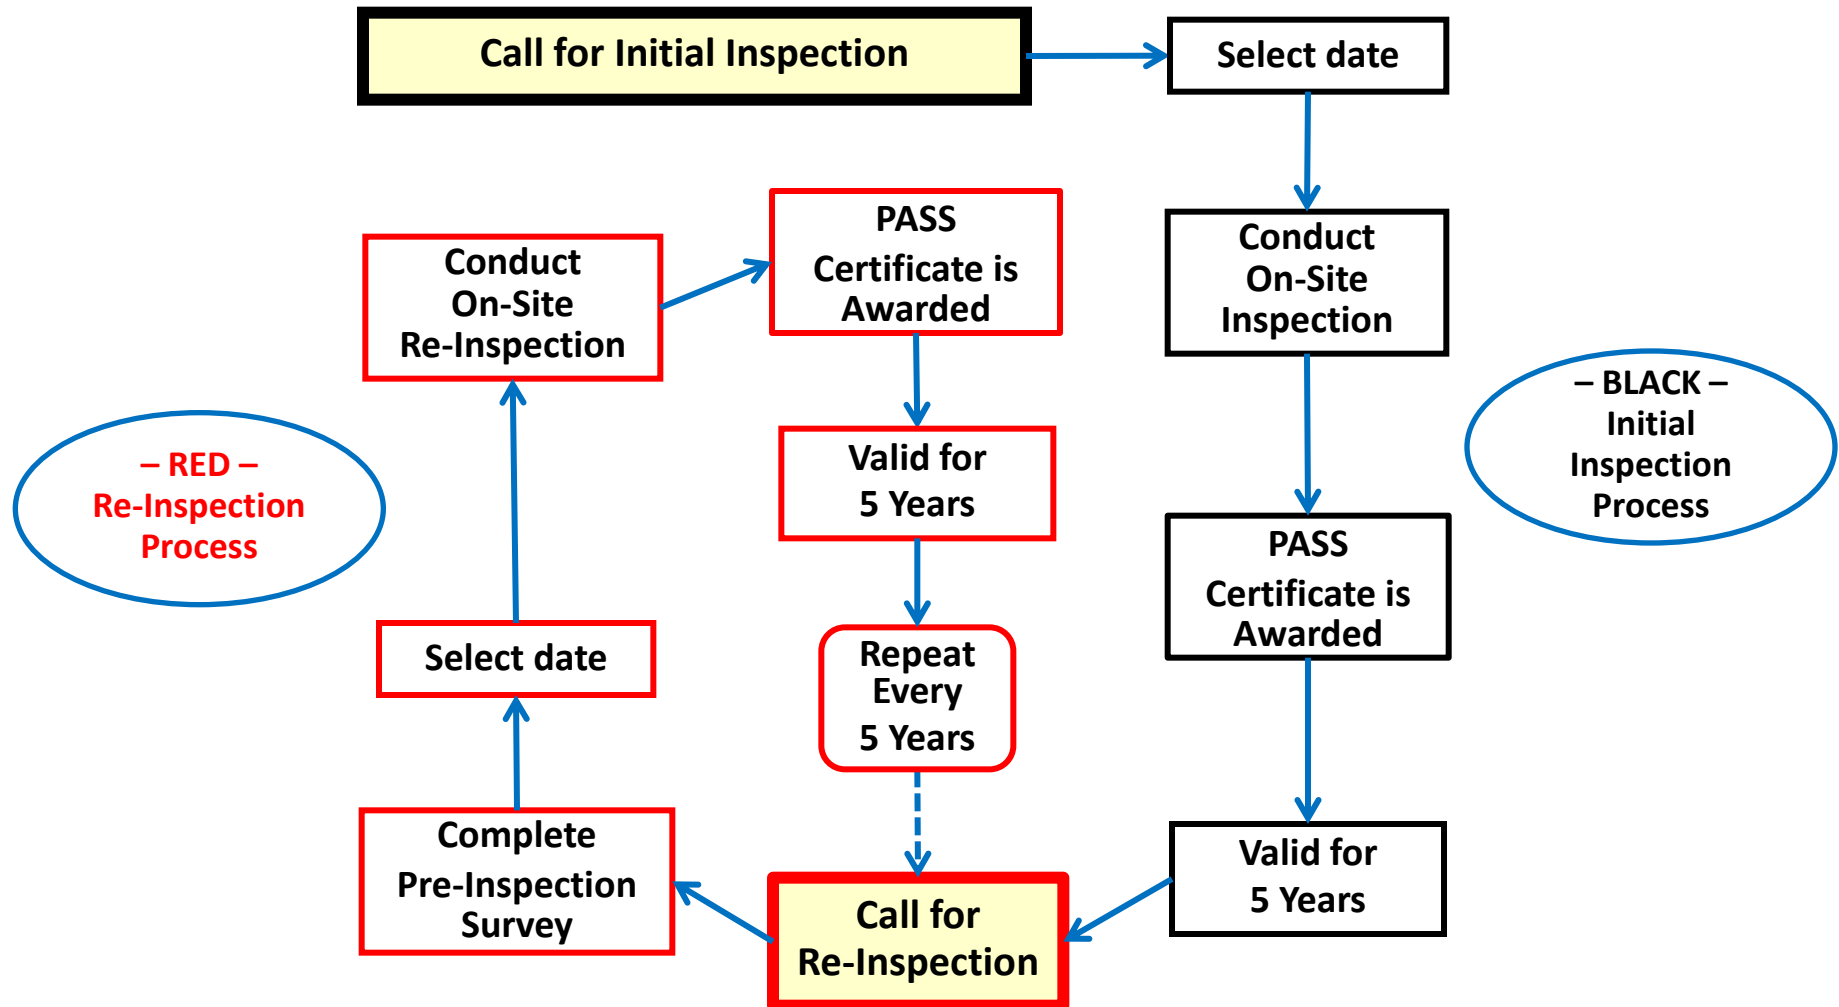 Call for Initial Inspection
Select date
Conduct
On-Site
Inspection
PASS
Certificate is
Awarded
Valid for
5 Years
– BLACK –
Initial
Inspection
Process
Call for
Re-Inspection
Complete
Pre-Inspection
Survey
Select date
Conduct
On-Site
Re-Inspection
PASS
Certificate is
Awarded
Valid for
5 Years
Repeat
Every
5 Years
– RED –
Re-Inspection
Process